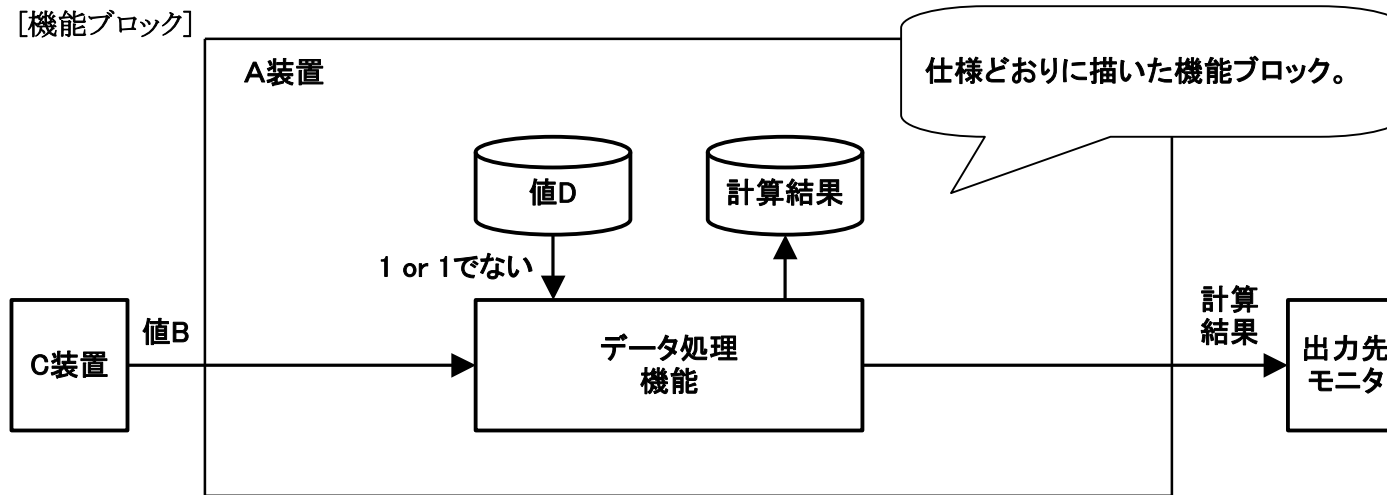 [機能ブロック]
A装置
仕様どおりに描いた機能ブロック。
値D
計算結果
1 or 1でない
C装置
値B
データ処理
機能
計算
結果
出力先
モニタ